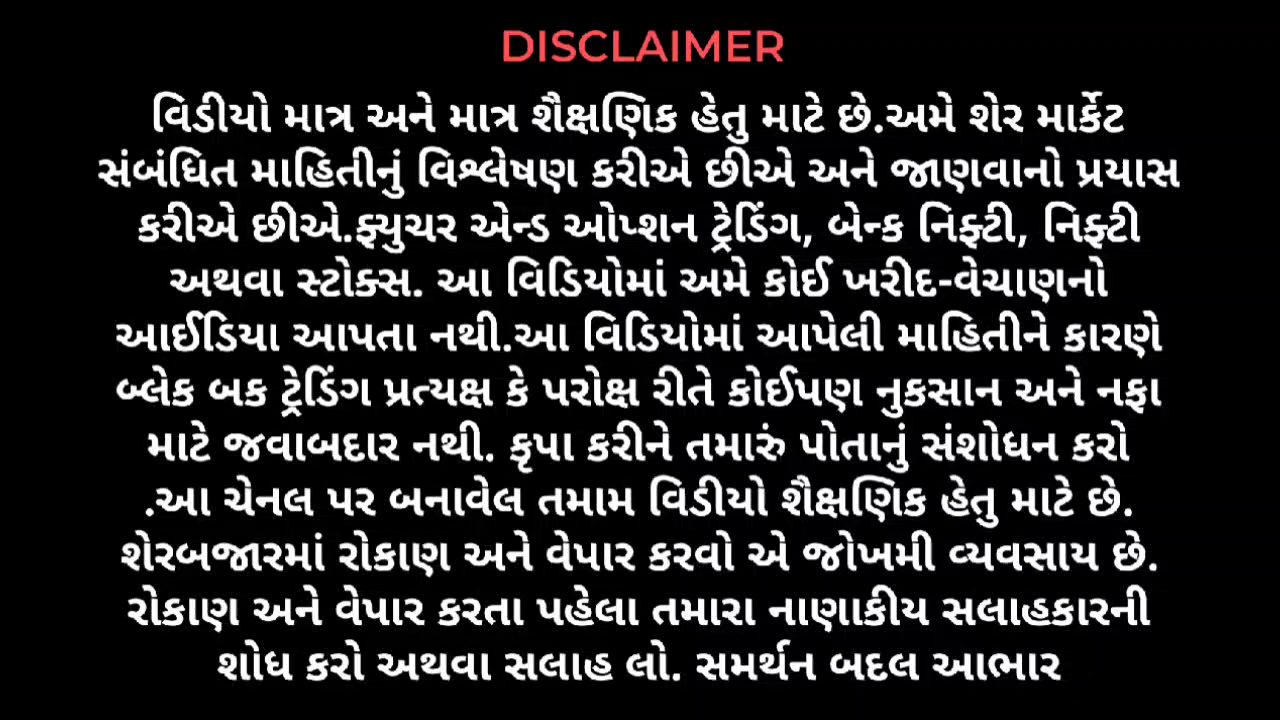 DISCLAIMER
વિડીયો માત્ર અને માત્ર શૈક્ષણિક હેતુ માટે છે.અમે શેર માર્કેટ
સંબંધિત માહિતીનું વિશ્લેષણ કરીએ છીએ અને જાણવાનો પ્રયાસ
કરીએ છીએ.ફ્યુચર એન્ડ ઓપ્શન ટ્રેડિંગ, બેન્ક નિફ્ટી, નિફ્ટી
અથવા સ્ટોક્સ. આ વિડિયોમાં અમે કોઈ ખરીદ-વેચાણનો
આઈડિયા આપતા નથી.આ વિડિયોમાં આપેલી માહિતીને કારણે
બ્લેક બક ટ્રેડિંગ પ્રત્યક્ષ કે પરોક્ષ રીતે કોઈપણ નુકસાન અને નફા
માટે જવાબદાર નથી. કૃપા કરીને તમારું પોતાનું સંશોધન કરો
.આ ચેનલ પર બનાવેલ તમામ વિડીયો શૈક્ષણિક હેતુ માટે છે.
શેરબજારમાં રોકાણ અને વેપાર કરવો એ જોખમી વ્યવસાય છે.
રોકાણ અને વેપાર કરતા પહેલા તમારા નાણાકીય સલાહકારની
શોધ કરો અથવા સલાહ લો. સમર્થન બદલ આભાર